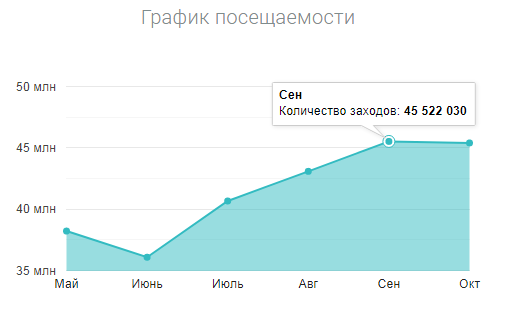 График посещаемости
50 млн
Сен
Количество заходов: 45 522 030
45 млн
40 млн
35 млн
Май Июнь Июль Авг Сен Окт